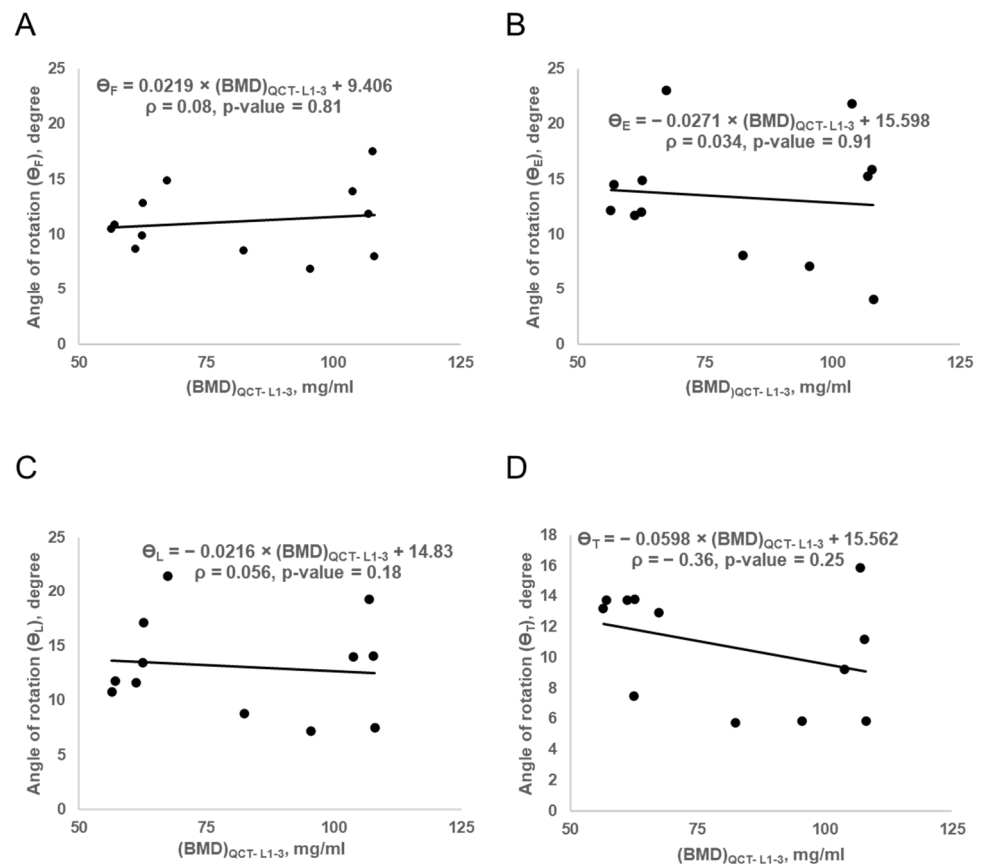 A
25
20
15
10
5
0
50
75
100
125
Angle of rotation (ϴF), degree
ϴF = 0.0219 × (BMD)QCT- L1-3 + 9.406
ρ = 0.08, p-value = 0.81
(BMD)QCT- L1-3, mg/ml
B
25
20
15
10
5
0
50
75
100
125
Angle of rotation (ϴE), degree
ϴE = − 0.0271 × (BMD)QCT- L1-3 + 15.598
ρ = 0.034, p-value = 0.91
(BMD)QCT- L1-3, mg/ml
C
25
20
15
10
5
0
50
75
100
125
Angle of rotation (ϴL), degree
ϴL = − 0.0216 × (BMD)QCT- L1-3 + 14.83
ρ = 0.056, p-value = 0.18
(BMD)QCT- L1-3, mg/ml
D
18
16
14
12
10
8
6
4
2
0
50
75
100
125
Angle of rotation (ϴT), degree
ϴT = − 0.0598 × (BMD)QCT- L1-3 + 15.562
ρ = − 0.36, p-value = 0.25
(BMD)QCT- L1-3, mg/ml